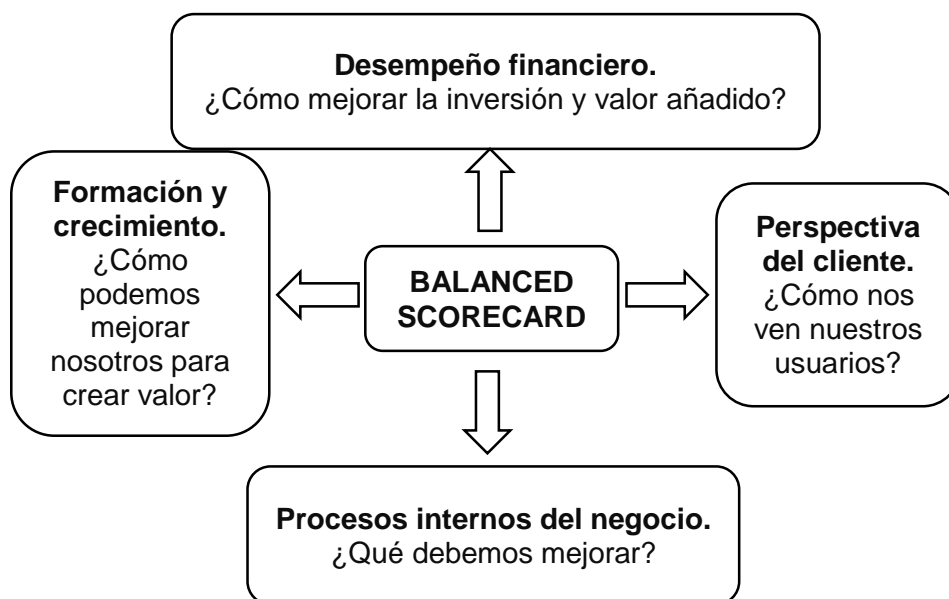 Desempeño financiero.
¿Cómo mejorar la inversión y valor añadido?
Formación y
crecimiento.
¿Cómo
podemos
mejorar
nosotros para
crear valor?
BALANCED
SCORECARD
Perspectiva
del cliente.
¿Cómo nos
ven nuestros
usuarios?
Procesos internos del negocio.
¿Qué debemos mejorar?